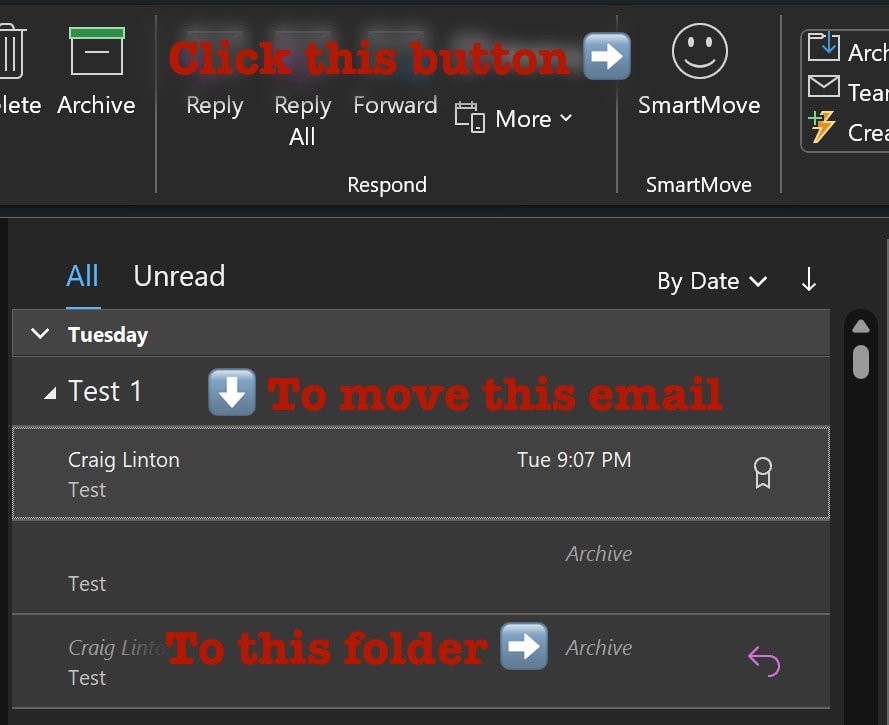 Click this button
lete
Archive
Reply
Reply All
Forward
More
Respond
SmartMove
SmartMove
Arch
Tear
Crea
All
Unread
By Date
Tuesday
Test 1
To move this email
Craig Linton
Tue 9:07 PM
Test
Archive
Test
Craig Linto
To this folder
Archive
Test